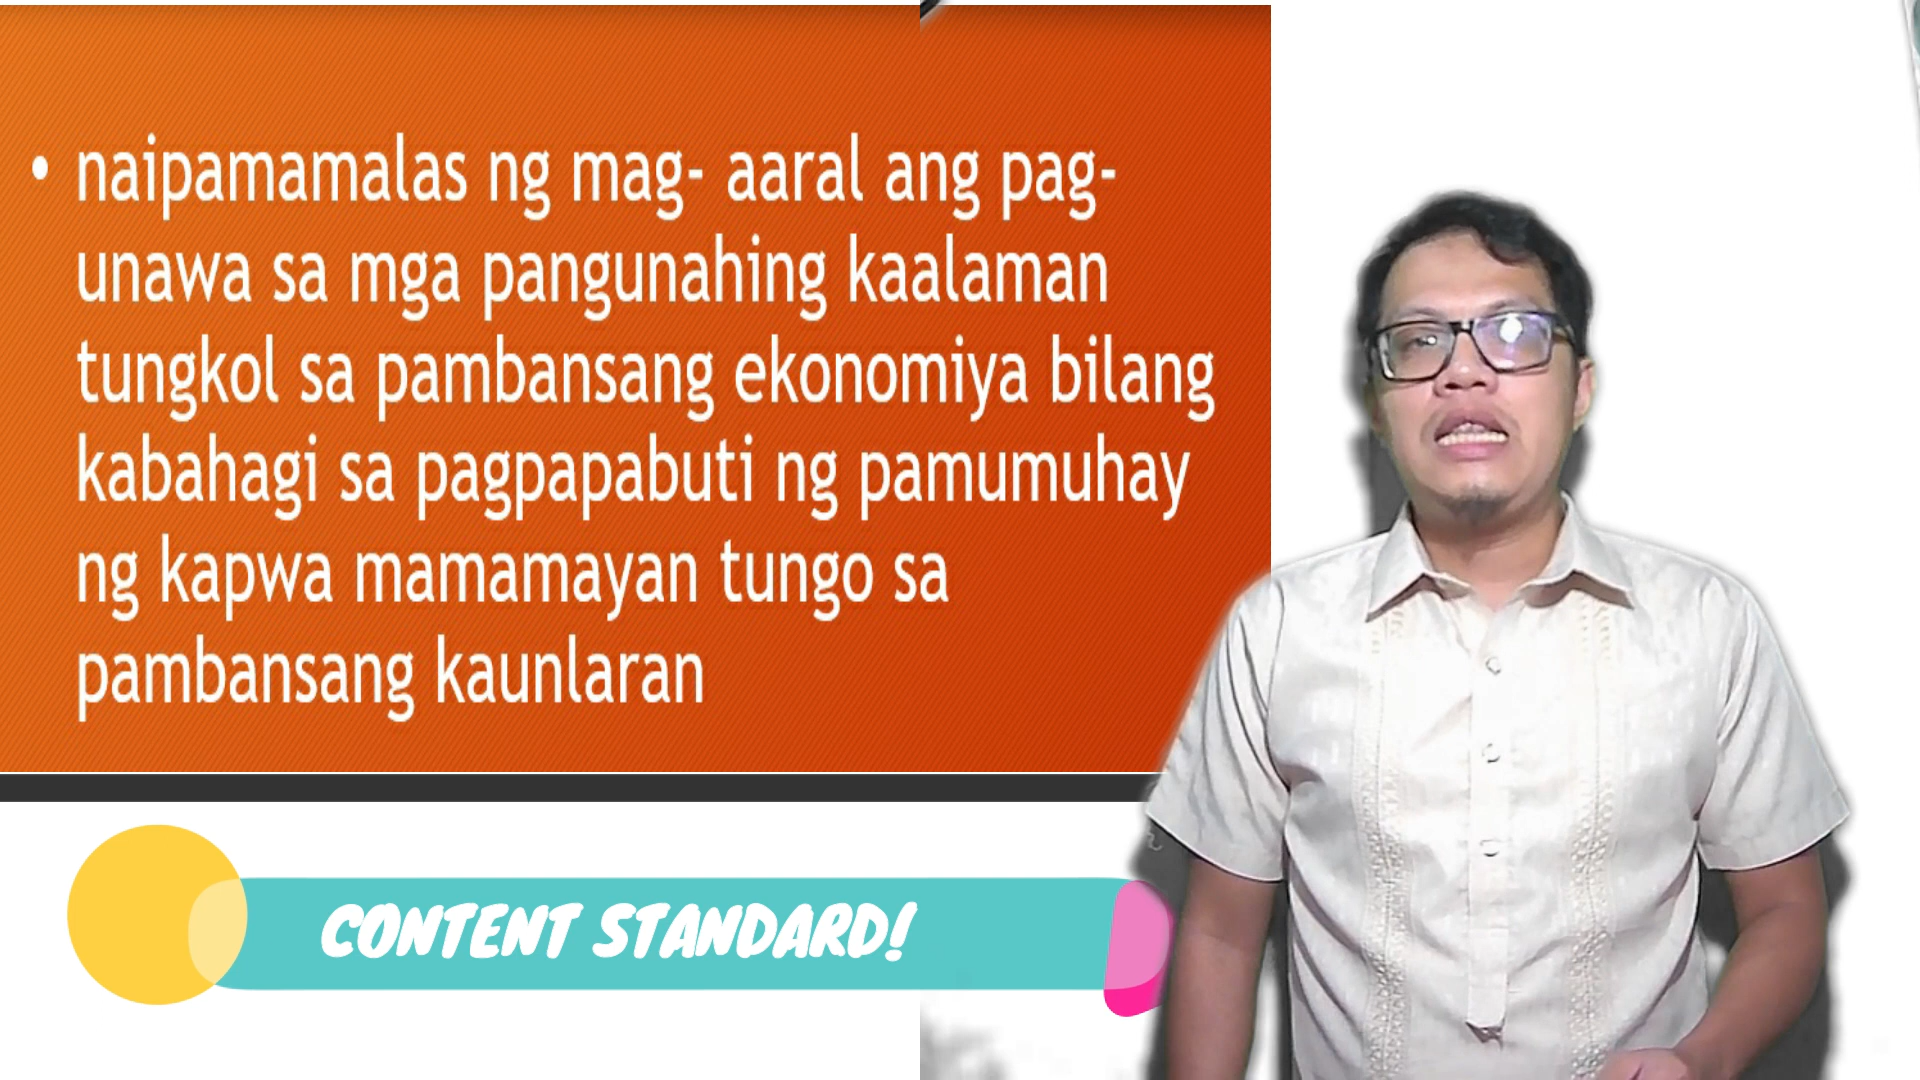 • naipamamalas ng mag- aaral ang pag-
unawa sa mga pangunahing kaalaman
tungkol sa pambansang ekonomiya bilang
kabahagi sa pagpapabuti ng pamumuhay
ng kapwa mamamayan tungo sa
pambansang kaunlaran
CONTENT STANDARD!